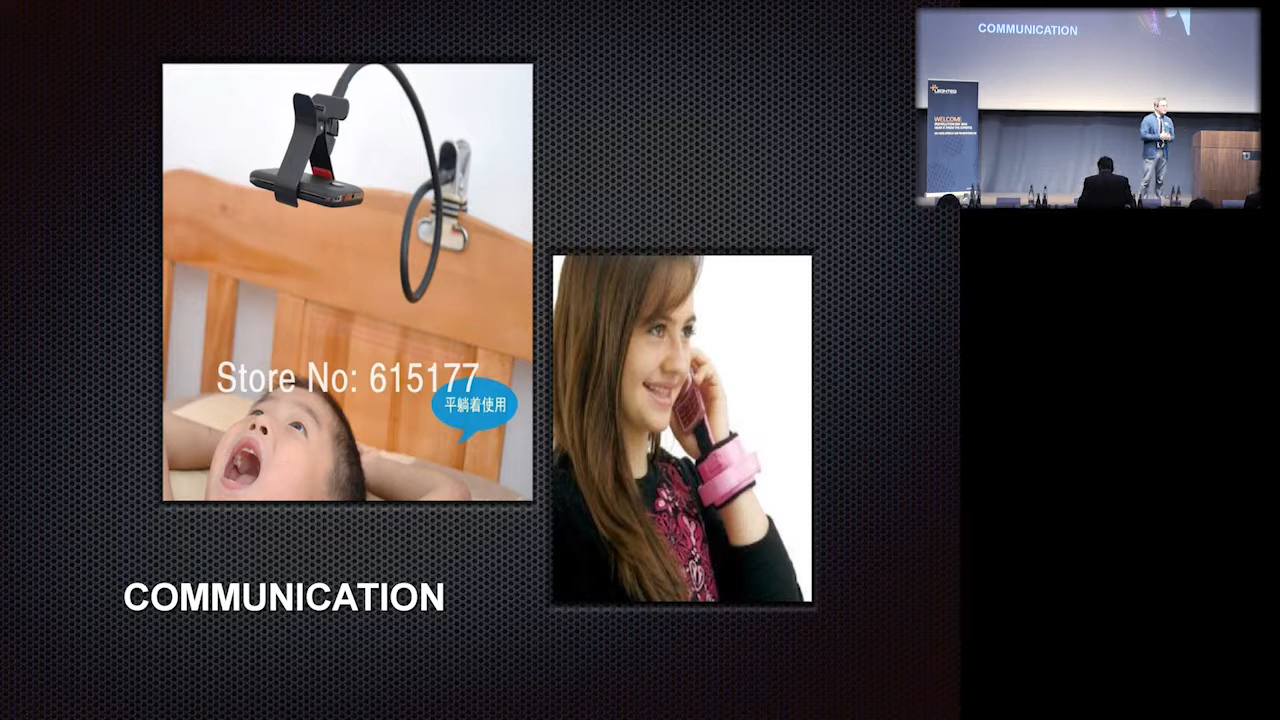 Store No: 615177
平躺着使用
COMMUNICATION
COMMUNICATION
WELCOME